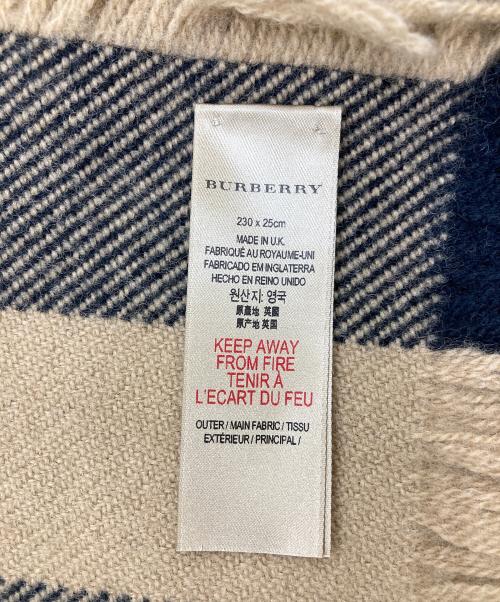 BURBERRY
230 x 25cm
MADE IN U.K.
FABRIQUÉ AU ROYAUME-UNI
FABRICADO EM INGLATERRA
HECHO EN REINO UNIDO
원산지: 영국
原產地 英國
原产地 英国
KEEP AWAY
FROM FIRE
TENIR À
L'ECART DU FEU
OUTER / MAIN FABRIC / TISSU
EXTÉRIEUR / PRINCIPAL /